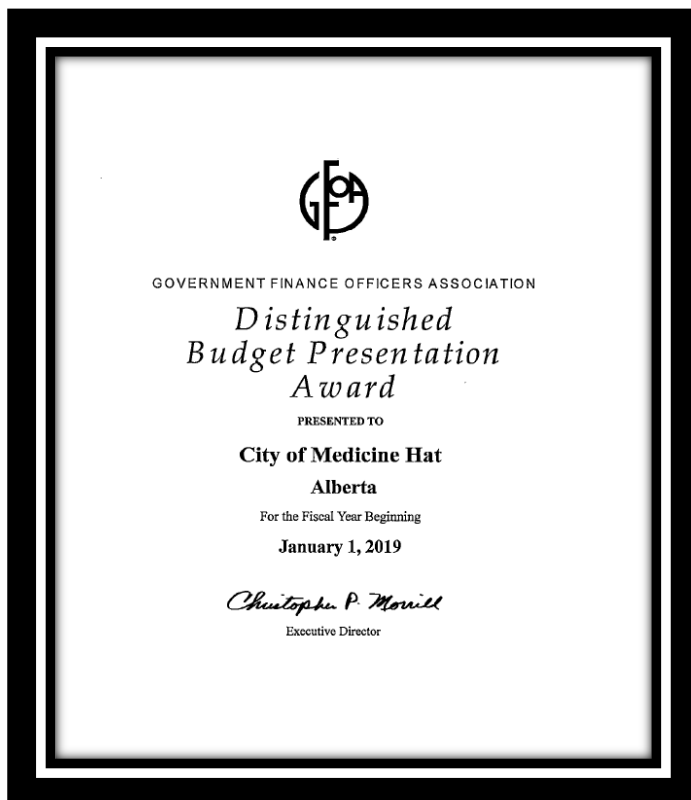 GFOA
GOVERNMENT FINANCE OFFICERS ASSOCIATION
Distinguished
Budget Presentation
Award
PRESENTED TO
City of Medicine Hat
Alberta
For the Fiscal Year Beginning
January 1, 2019
Christopher P. Morrill
Executive Director